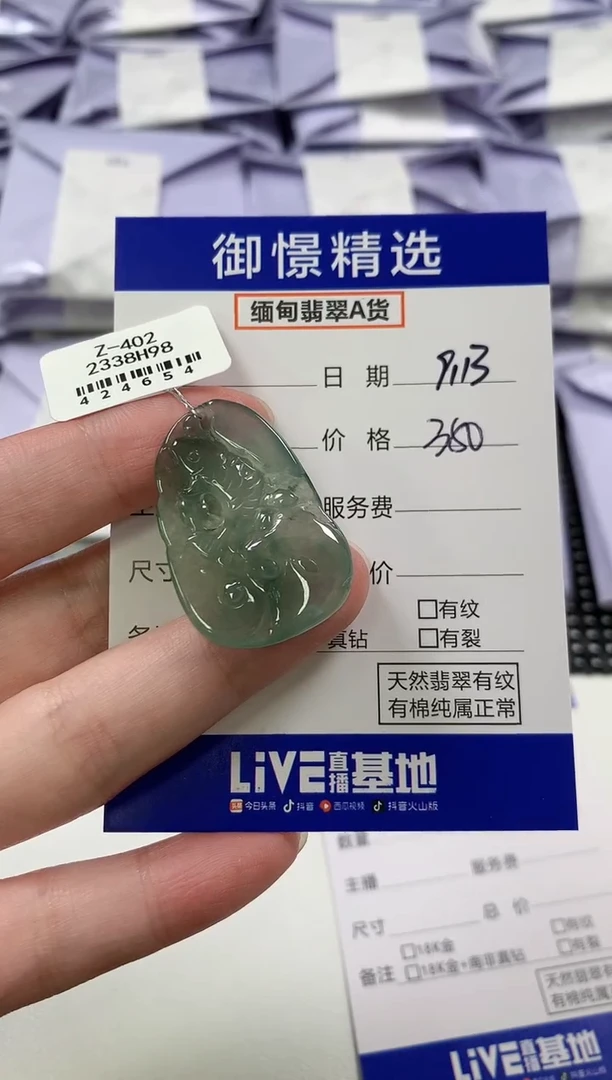 御憬精选
缅甸翡翠A货
Z-402
2338H98
424654
日 期 9.13
价 格 350
服务费
尺寸
价
□有纹
真钻 □有裂
天然翡翠有纹
有棉纯属正常
LiVE直播基地
今日头条 抖音 西瓜视频 抖音火山版
数量
主播 服务费
尺寸 总 价
□18K金 □有纹
备注 □18K金+南非真钻 □有裂
天然翡翠有
有棉纯属正
LiVE直播基地